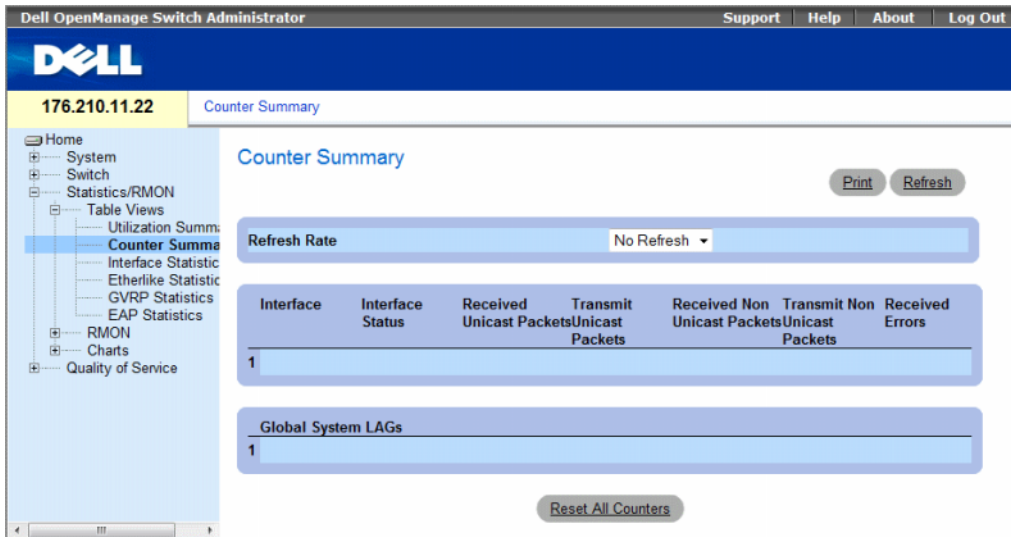 Dell OpenManage Switch Administrator
Support | Help | About | Log Out
DELL
176.210.11.22
Counter Summary
Home
System
Switch
Statistics/RMON
Table Views
Utilization Summa
Counter Summa
Interface Statistic
Etherlike Statistic
GVRP Statistics
EAP Statistics
RMON
Charts
Quality of Service
Counter Summary
Print
Refresh
Refresh Rate No Refresh
Interface Interface Received Transmit Received Non Transmit Non Received
Status Unicast Packets Unicast Unicast Packets Unicast Errors
Packets Packets
1
Global System LAGs
1
Reset All Counters